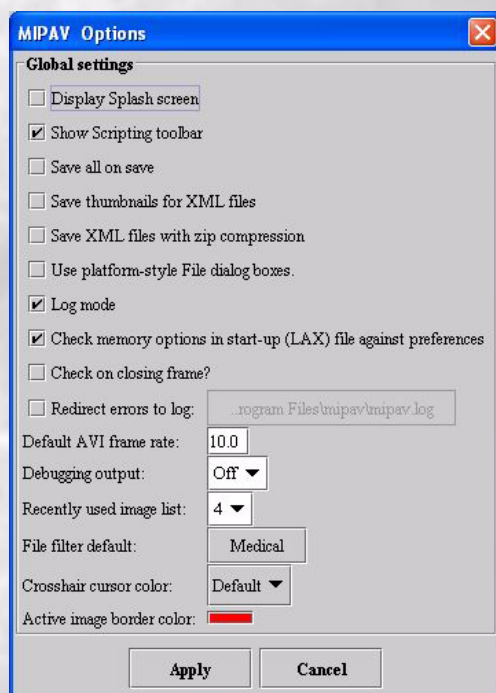 MIPAV Options
Global settings
Display Splash screen
Show Scripting toolbar
Save all on save
Save thumbnails for XML files
Save XML files with zip compression
Use platform-style File dialog boxes.
Log mode
Check memory options in start-up (LAX) file against preferences
Check on closing frame?
Redirect errors to log: ...rogram Files\mipav\mipav.log
Default AVI frame rate: 10.0
Debugging output: Off
Recently used image list: 4
File filter default: Medical
Crosshair cursor color: Default
Active image border color:
Apply Cancel